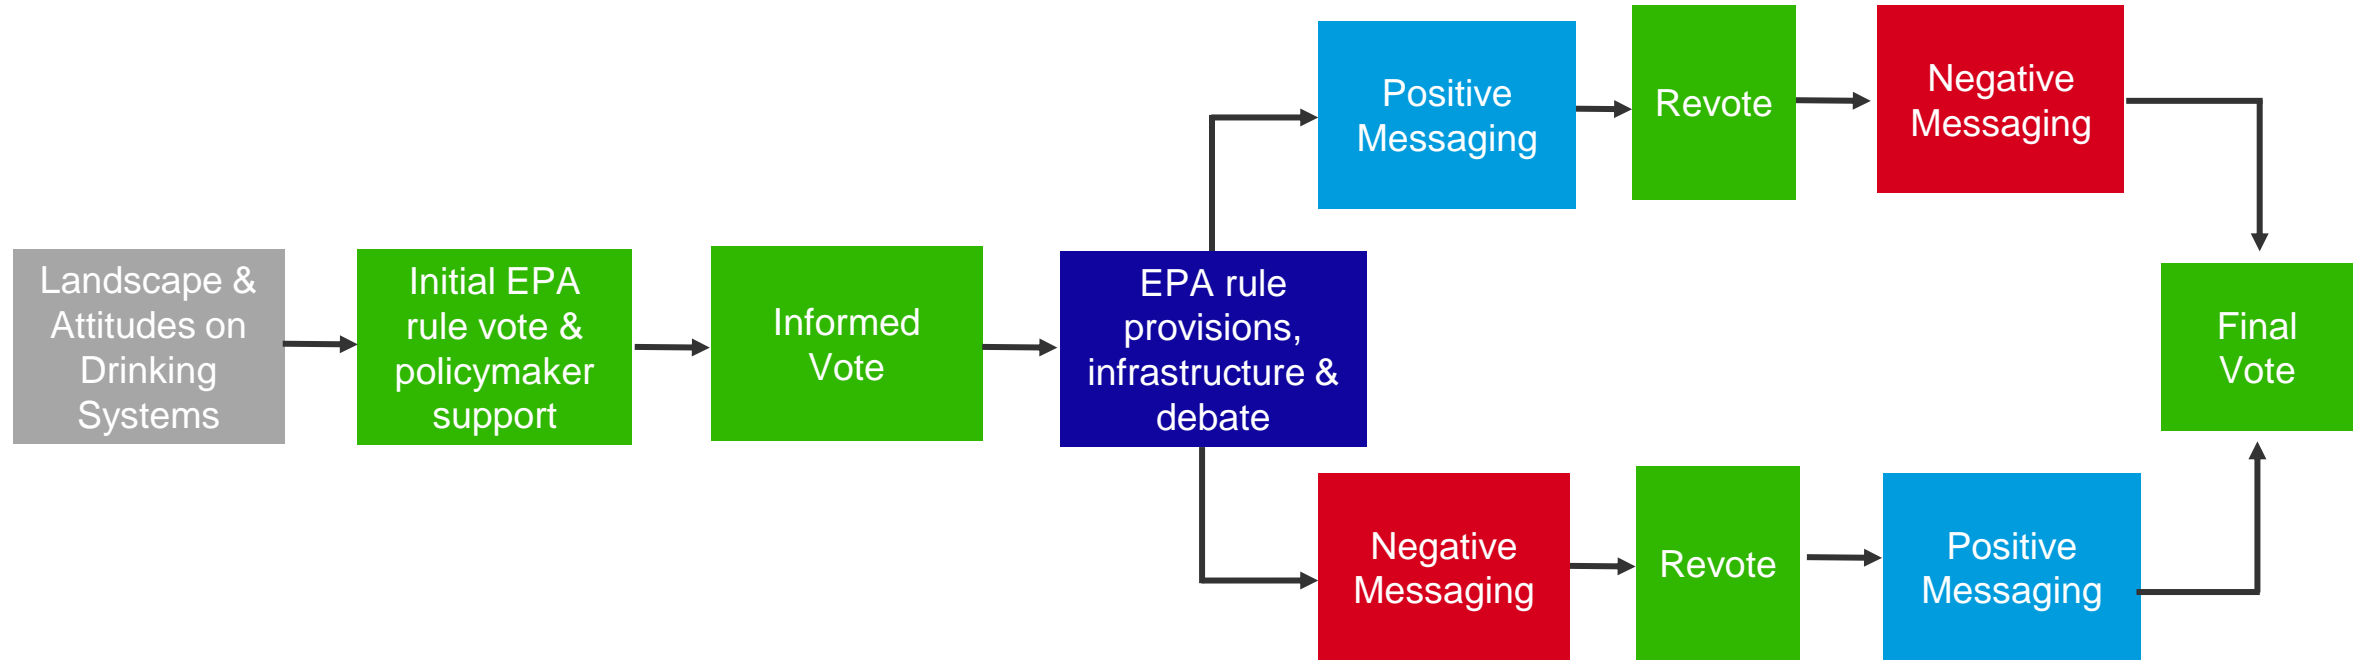 Landscape &
Attitudes on
Drinking
Systems
Initial EPA
rule vote &
policymaker
support
Informed
Vote
EPA rule
provisions,
infrastructure &
debate
Positive
Messaging
Revote
Negative
Messaging
Negative
Messaging
Revote
Positive
Messaging
Final
Vote